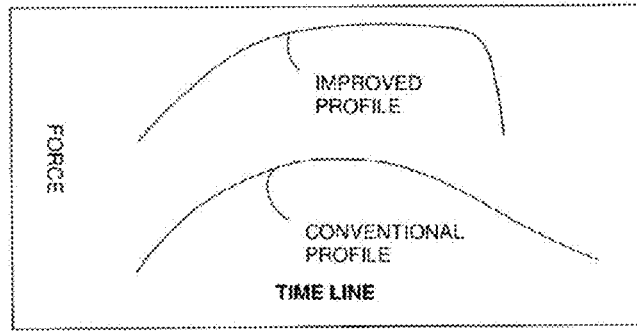 IMPROVED
PROFILE
FORCE
CONVENTIONAL
PROFILE
TIME LINE